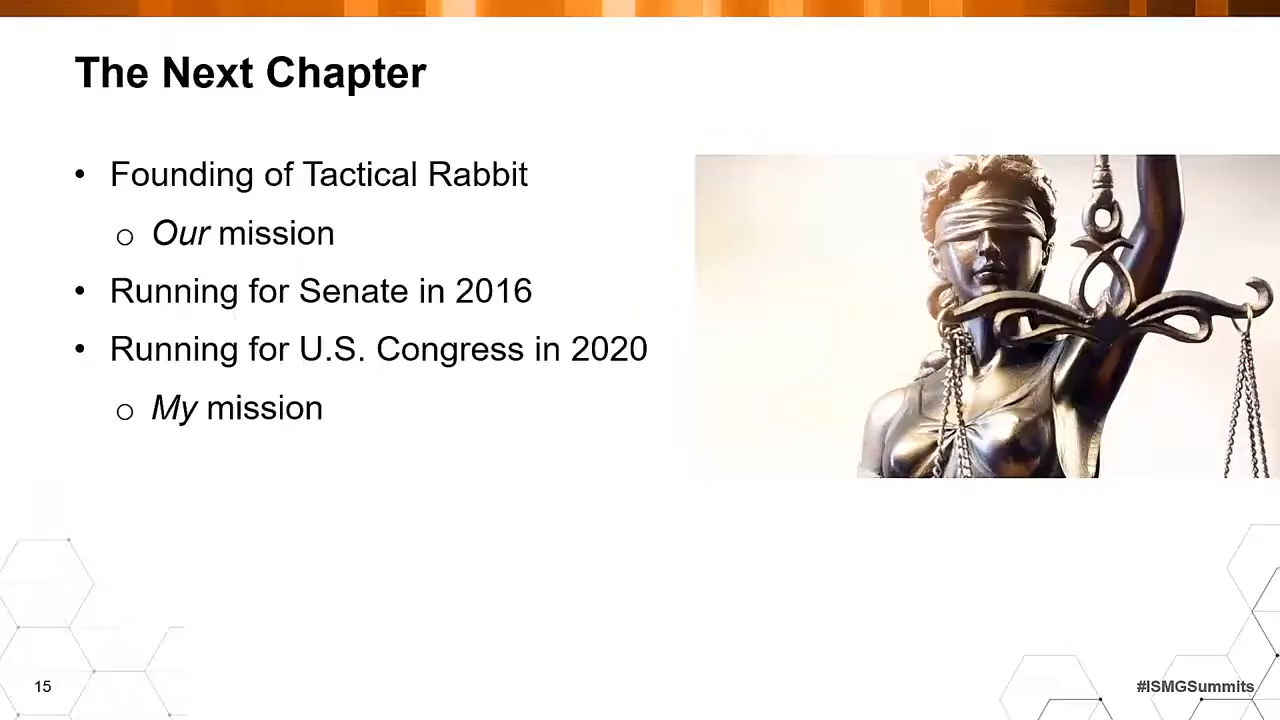 The Next Chapter
• Founding of Tactical Rabbit
o Our mission
• Running for Senate in 2016
• Running for U.S. Congress in 2020
o My mission
15
#ISMGSummits